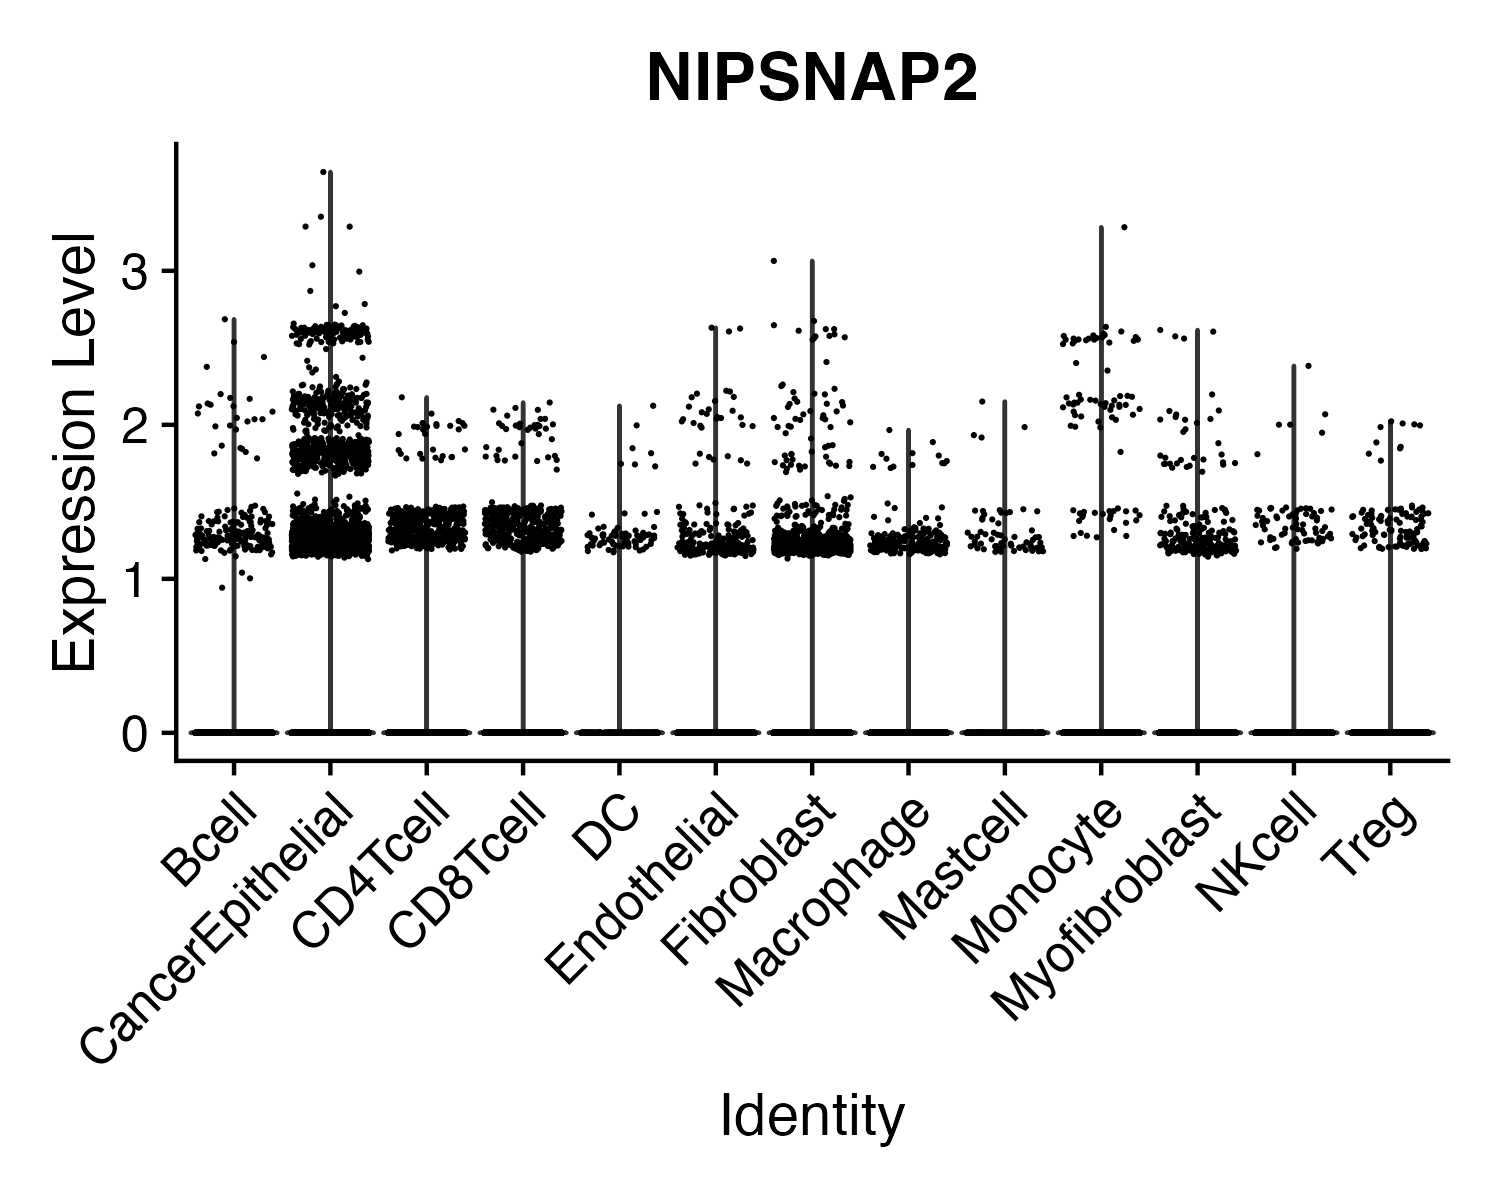 NIPSNAP2
Expression Level
3
2
1
0
Bcell
CancerEpithelial
CD4Tcell
CD8Tcell
DC
Endothelial
Fibroblast
Macrophage
Mastcell
Monocyte
Myofibroblast
NKcell
Treg
Identity